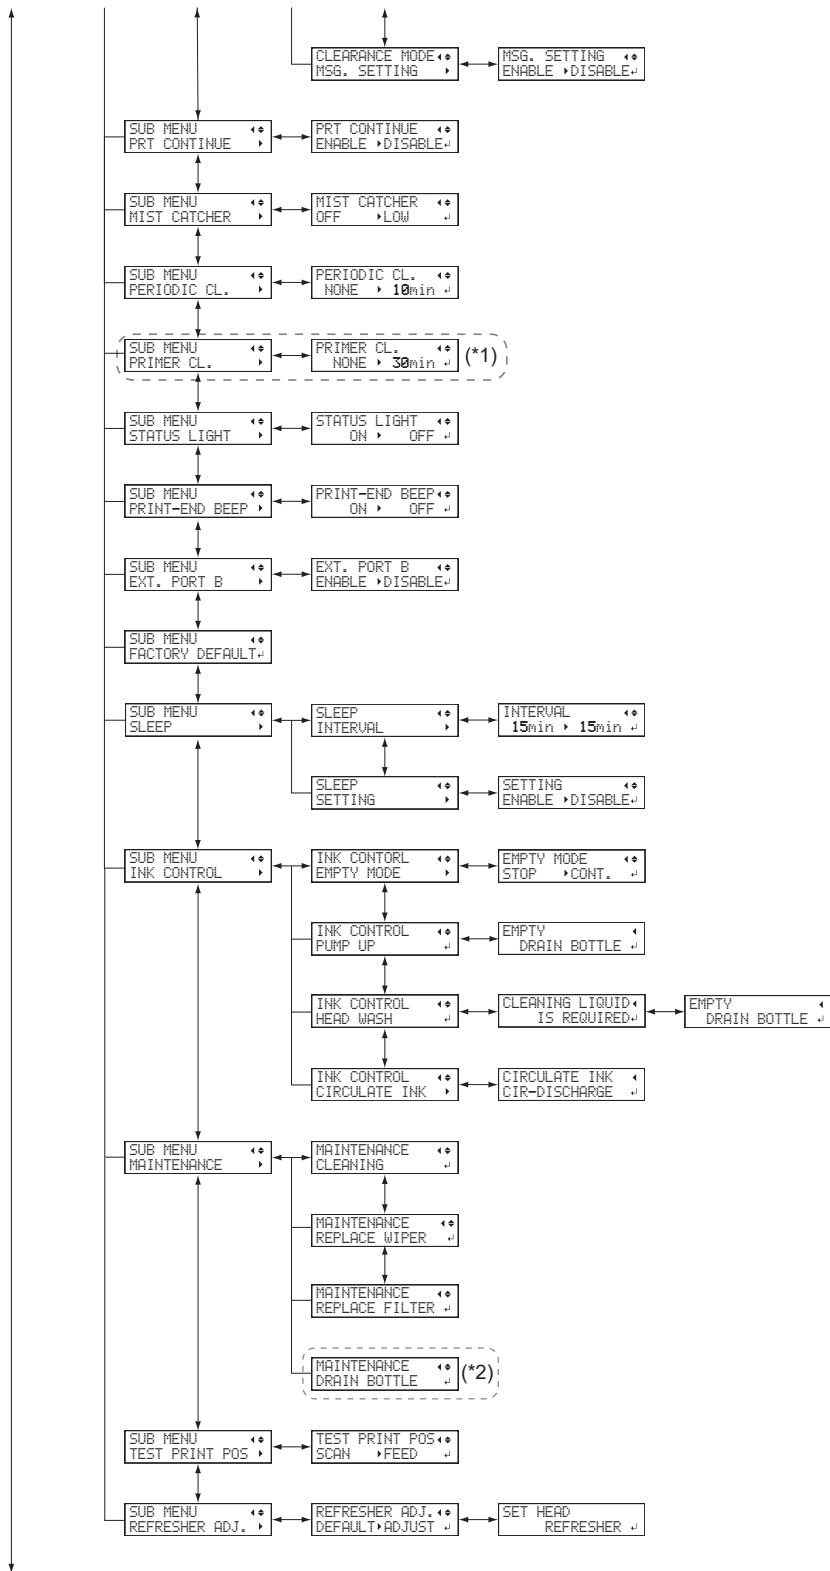 CLEARANCE MODE
MSG. SETTING
MSG. SETTING
ENABLE DISABLE
SUB MENU
PRT CONTINUE
PRT CONTINUE
ENABLE DISABLE
SUB MENU
MIST CATCHER
MIST CATCHER
OFF LOW
SUB MENU
PERIODIC CL.
PERIODIC CL.
NONE 10min
SUB MENU
PRIMER CL.
PRIMER CL.
NONE 30min
(*1)
SUB MENU
STATUS LIGHT
STATUS LIGHT
ON OFF
SUB MENU
PRINT-END BEEP
PRINT-END BEEP
ON OFF
SUB MENU
EXT. PORT B
EXT. PORT B
ENABLE DISABLE
SUB MENU
FACTORY DEFAULT
SUB MENU
SLEEP
SLEEP
INTERVAL
INTERVAL
15min 15min
SLEEP
SETTING
SETTING
ENABLE DISABLE
SUB MENU
INK CONTROL
INK CONTORL
EMPTY MODE
EMPTY MODE
STOP CONT.
INK CONTROL
PUMP UP
EMPTY
DRAIN BOTTLE
INK CONTROL
HEAD WASH
CLEANING LIQUID
IS REQUIRED
EMPTY
DRAIN BOTTLE
INK CONTROL
CIRCULATE INK
CIRCULATE INK
CIR-DISCHARGE
SUB MENU
MAINTENANCE
MAINTENANCE
CLEANING
MAINTENANCE
REPLACE WIPER
MAINTENANCE
REPLACE FILTER
MAINTENANCE
DRAIN BOTTLE
(*2)
SUB MENU
TEST PRINT POS
TEST PRINT POS
SCAN FEED
SUB MENU
REFRESHER ADJ.
REFRESHER ADJ.
DEFAULT ADJUST
SET HEAD
REFRESHER